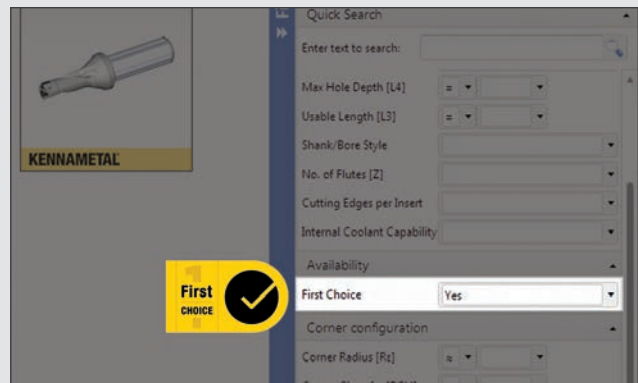 Quick Search
Enter text to search:
Max Hole Depth [L4] =
Usable Length [L3] =
Shank/Bore Style
No. of Flutes [Z]
Cutting Edges per Insert
Internal Coolant Capability
Availability
First Choice Yes
Corner configuration
Corner Radius [Rε] ≈
KENNAMETAL
1
First
CHOICE